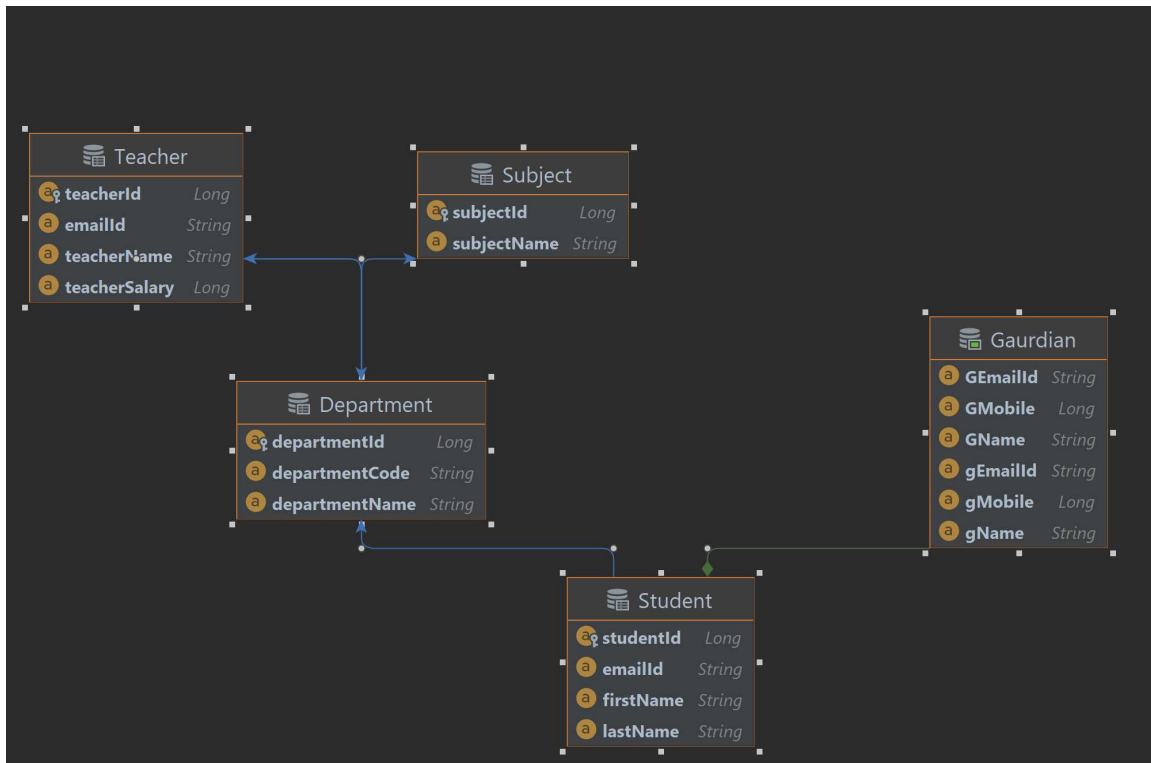 Teacher
teacherId Long
emailId String
teacherName String
teacherSalary Long
Subject
subjectId Long
subjectName String
Department
departmentId Long
departmentCode String
departmentName String
Gaurdian
GEmailId String
GMobile Long
GName String
gEmailId String
gMobile Long
gName String
Student
studentId Long
emailId String
firstName String
lastName String